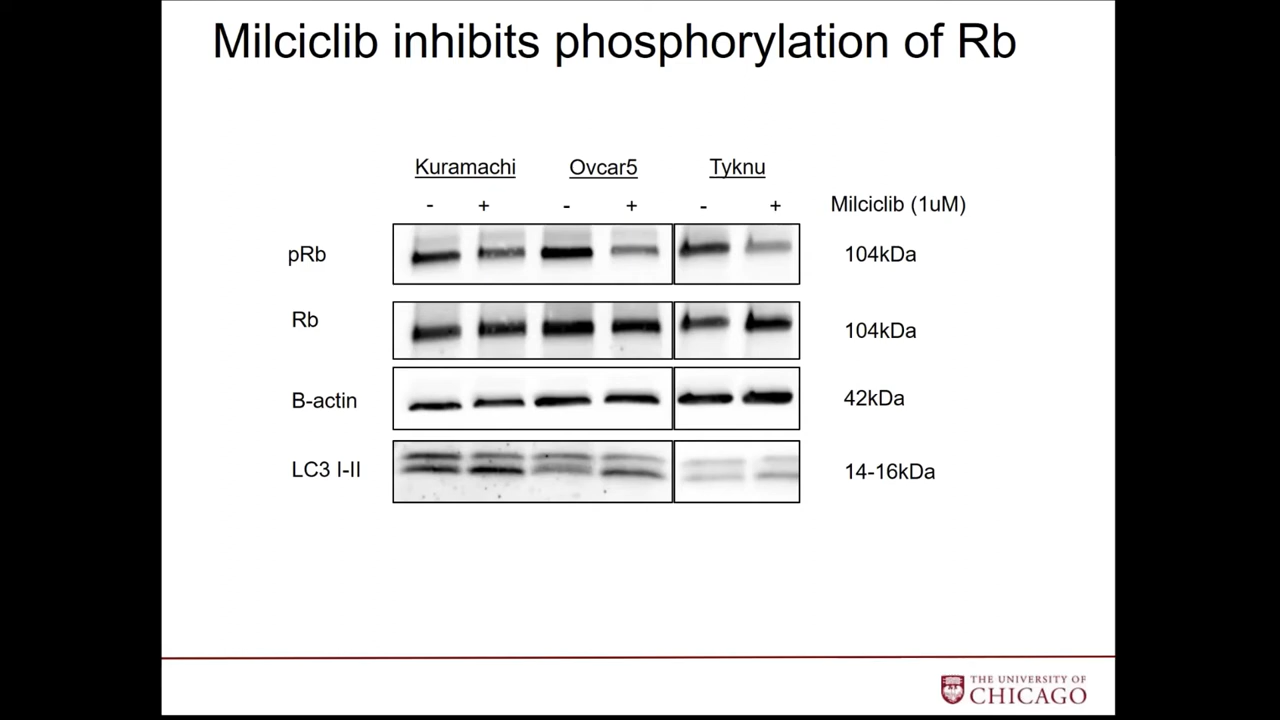 Milciclib inhibits phosphorylation of Rb
Kuramachi Ovcar5 Tyknu
- + - + - + Milciclib (1uM)
pRb 104kDa
Rb 104kDa
B-actin 42kDa
LC3 I-II 14-16kDa
THE UNIVERSITY OF
CHICAGO